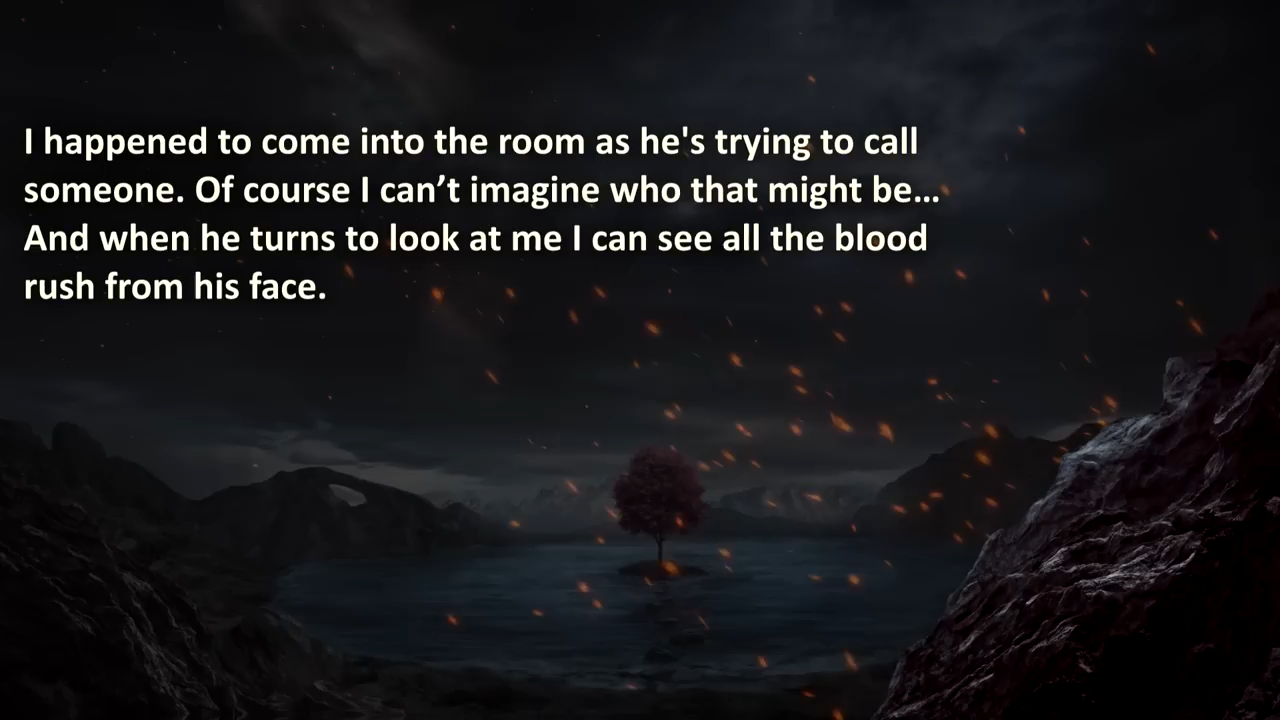 I happened to come into the room as he's trying to call
someone. Of course I can’t imagine who that might be…
And when he turns to look at me I can see all the blood
rush from his face.